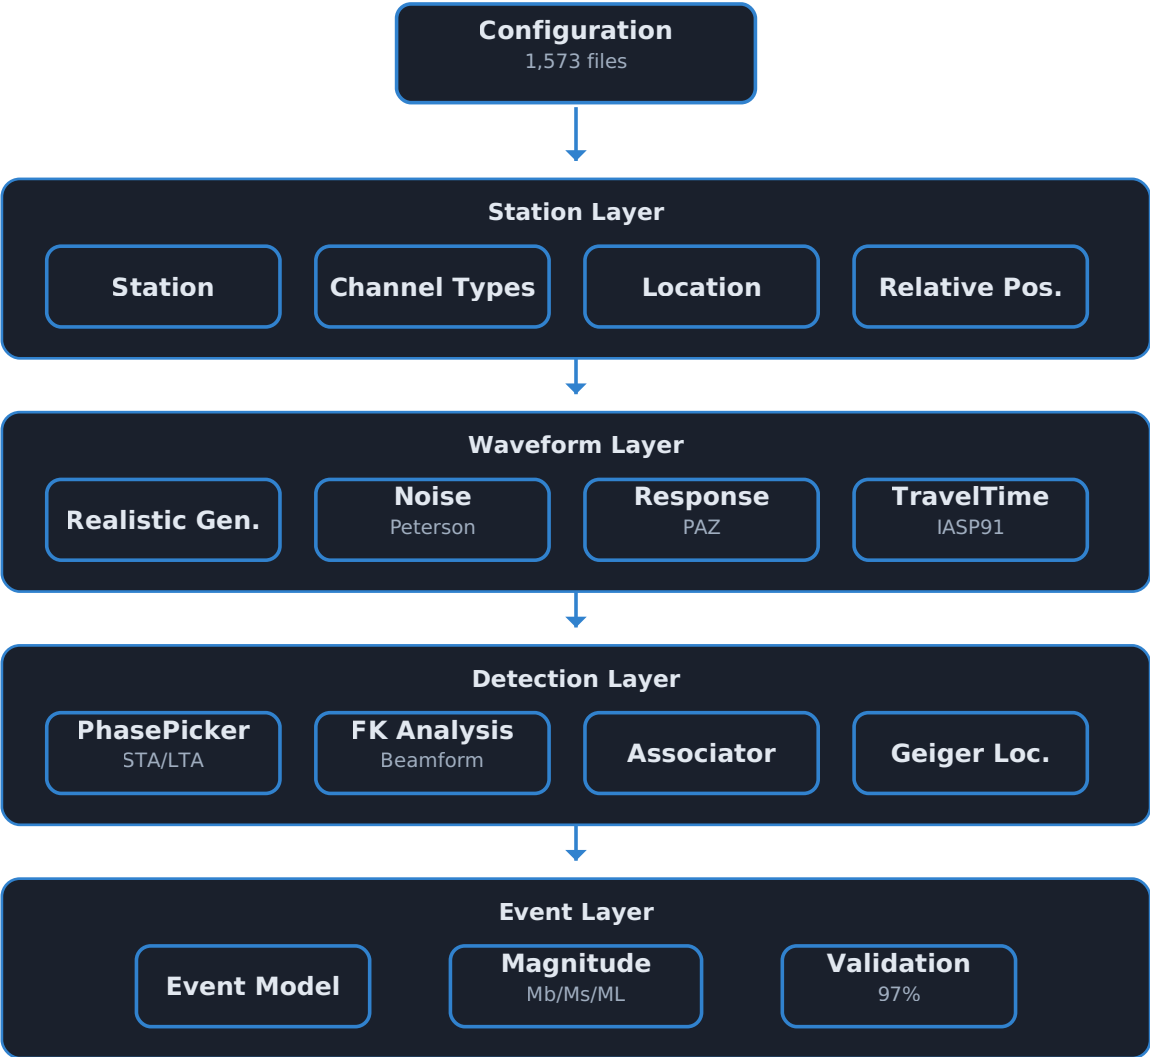 Configuration
1,573 files
Station Layer
Station
Channel Types
Location
Relative Pos.
Waveform Layer
Realistic Gen.
Noise
Peterson
Response
PAZ
TravelTime
IASP91
Detection Layer
PhasePicker
STA/LTA
FK Analysis
Beamform
Associator
Geiger Loc.
Event Layer
Event Model
Magnitude
Mb/Ms/ML
Validation
97%